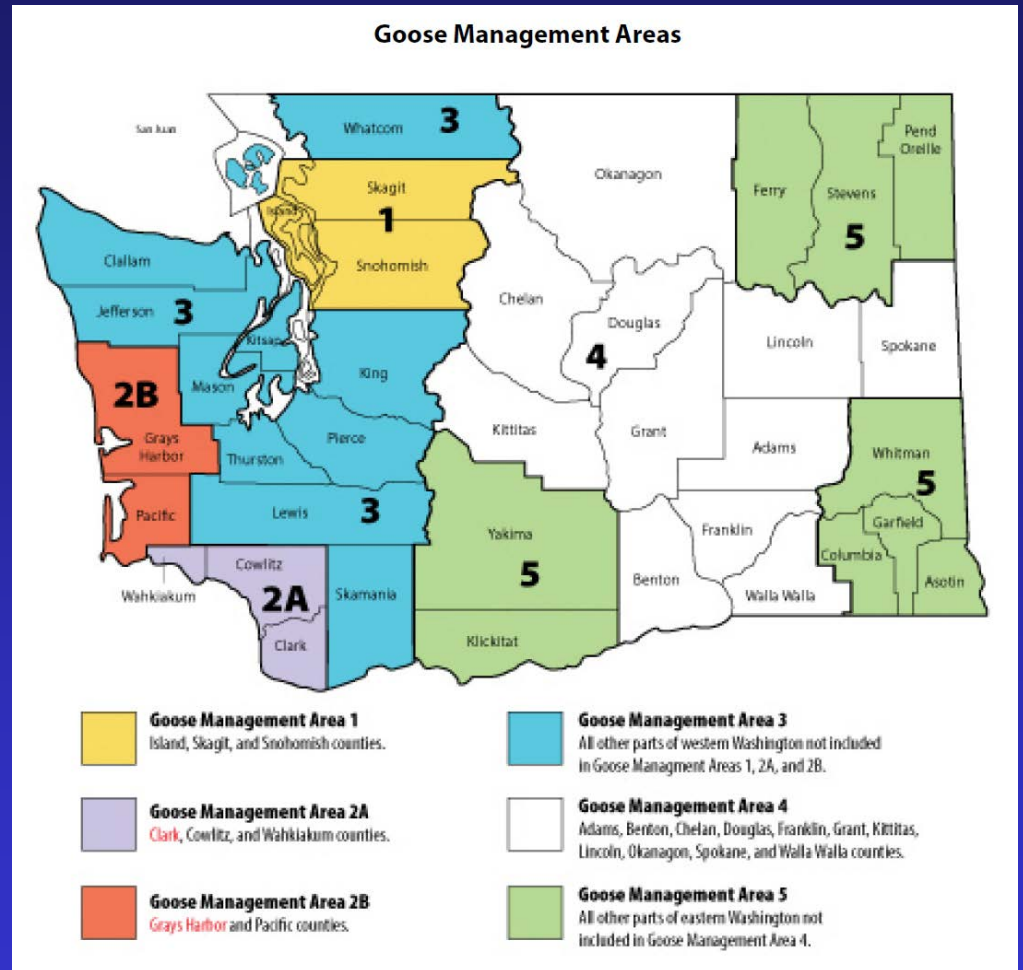 Goose Management Areas
San Juan
Whatcom
3
Skagit
Island
1
Snohomish
Okanagon
Ferry
Stevens
Pend
Oreille
5
Clallam
Jefferson
3
Kitsap
Mason
King
Chelan
Douglas
4
Lincoln
Spokane
2B
Grays
Harbor
Thurston
Pierce
Kittitas
Grant
Adams
Whitman
5
Pacific
Lewis
3
Yakima
5
Franklin
Garfield
Columbia
Asotin
Wahkiakum
Cowlitz
2A
Clark
Skamania
Benton
Walla Walla
Klickitat
Goose Management Area 1
Island, Skagit, and Snohomish counties.
Goose Management Area 2A
Clark, Cowlitz, and Wahkiakum counties.
Goose Management Area 2B
Grays Harbor and Pacific counties.
Goose Management Area 3
All other parts of western Washington not included
in Goose Managment Areas 1, 2A, and 2B.
Goose Management Area 4
Adams, Benton, Chelan, Douglas, Franklin, Grant, Kittitas,
Lincoln, Okanagon, Spokane, and Walla Walla counties.
Goose Management Area 5
All other parts of eastern Washington not
included in Goose Management Area 4.